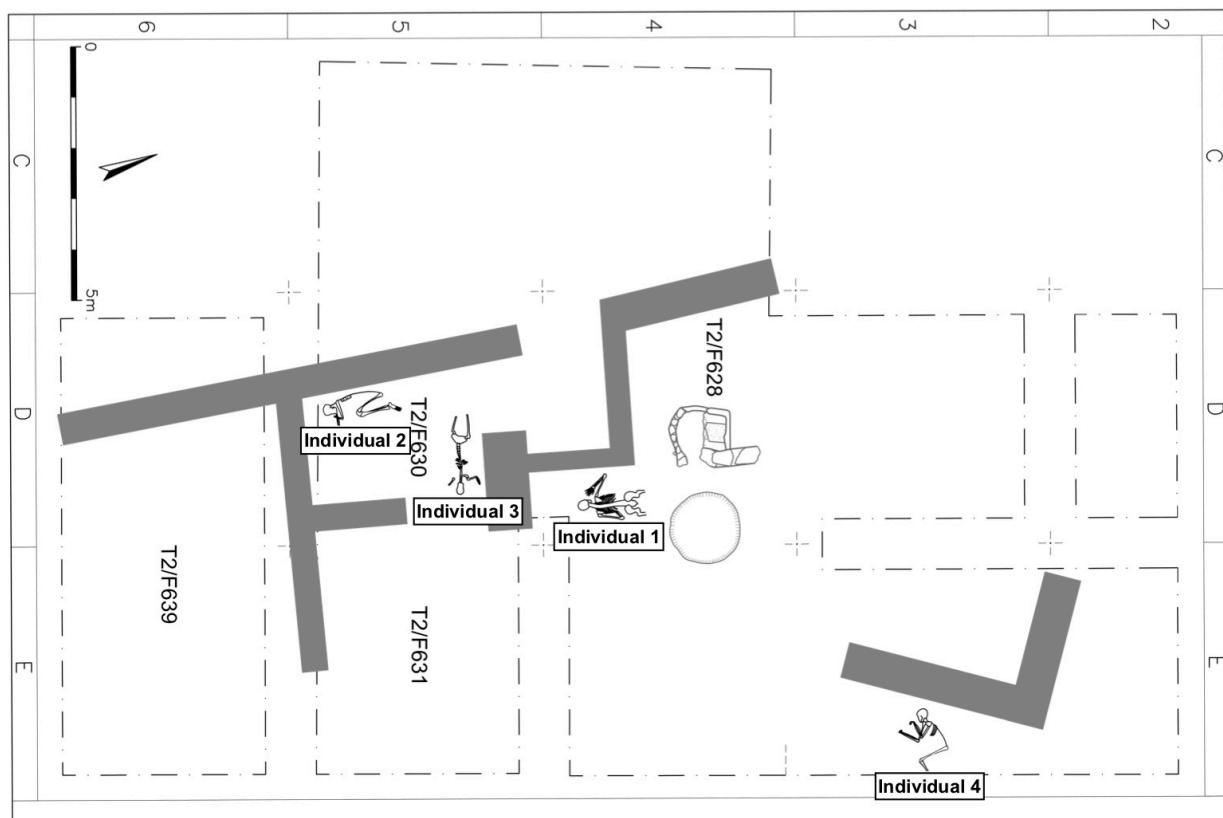 6
5
4
3
2
0
5m
C
C
D
D
E
E
T2/F628
T2/F630
Individual 2
Individual 3
Individual 1
T2/F639
T2/F631
Individual 4